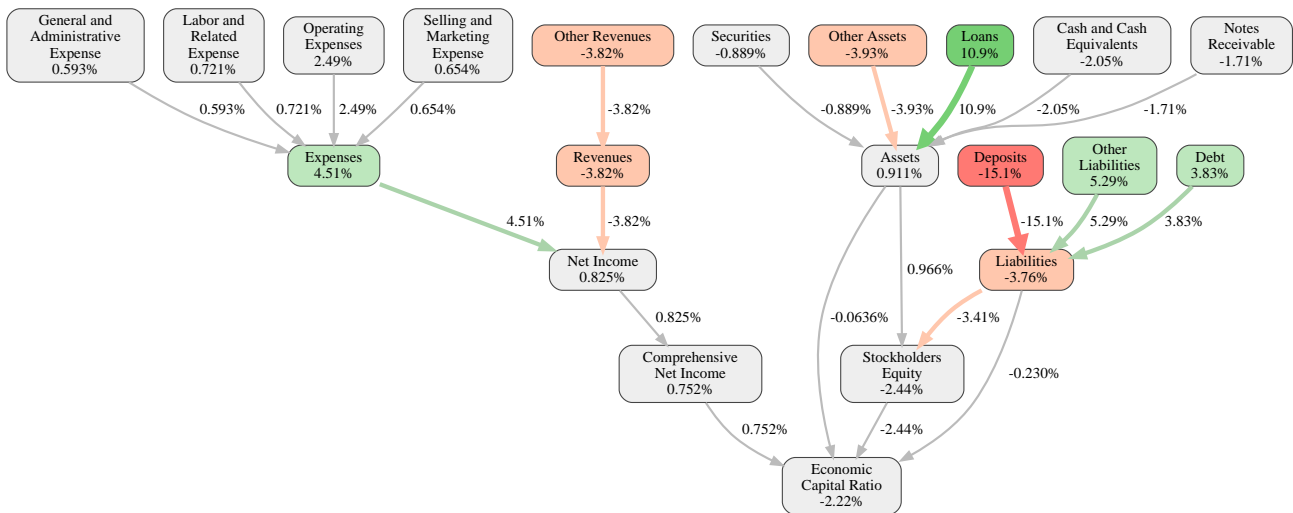 General and
Administrative
Expense
0.593%
Labor and
Related
Expense
0.721%
Operating
Expenses
2.49%
Selling and
Marketing
Expense
0.654%
Other Revenues
-3.82%
Securities
-0.889%
Other Assets
-3.93%
Loans
10.9%
Cash and Cash
Equivalents
-2.05%
Notes
Receivable
-1.71%
0.593%
0.721%
2.49%
0.654%
-3.82%
-0.889%
-3.93%
10.9%
-2.05%
-1.71%
Expenses
4.51%
Revenues
-3.82%
Assets
0.911%
Deposits
-15.1%
Other
Liabilities
5.29%
Debt
3.83%
4.51%
-3.82%
-15.1%
5.29%
3.83%
Net Income
0.825%
0.966%
Liabilities
-3.76%
0.825%
-0.0636%
-3.41%
Comprehensive
Net Income
0.752%
Stockholders
Equity
-2.44%
-0.230%
0.752%
-2.44%
Economic
Capital Ratio
-2.22%